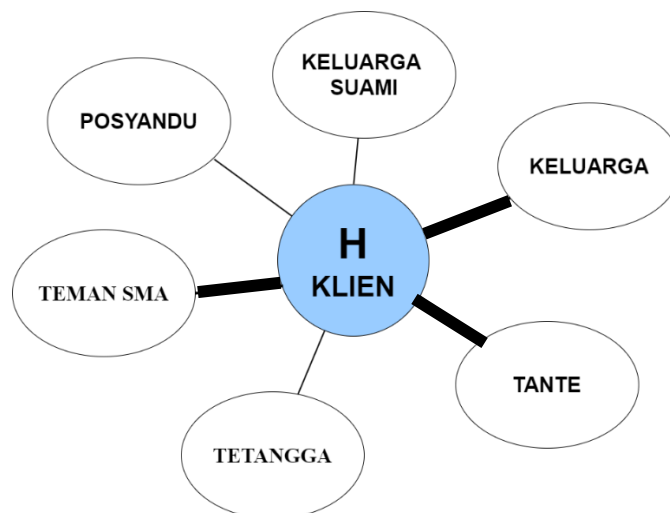 KELUARGA
SUAMI
POSYANDU
KELUARGA
H
KLIEN
TEMAN SMA
TANTE
TETANGGA